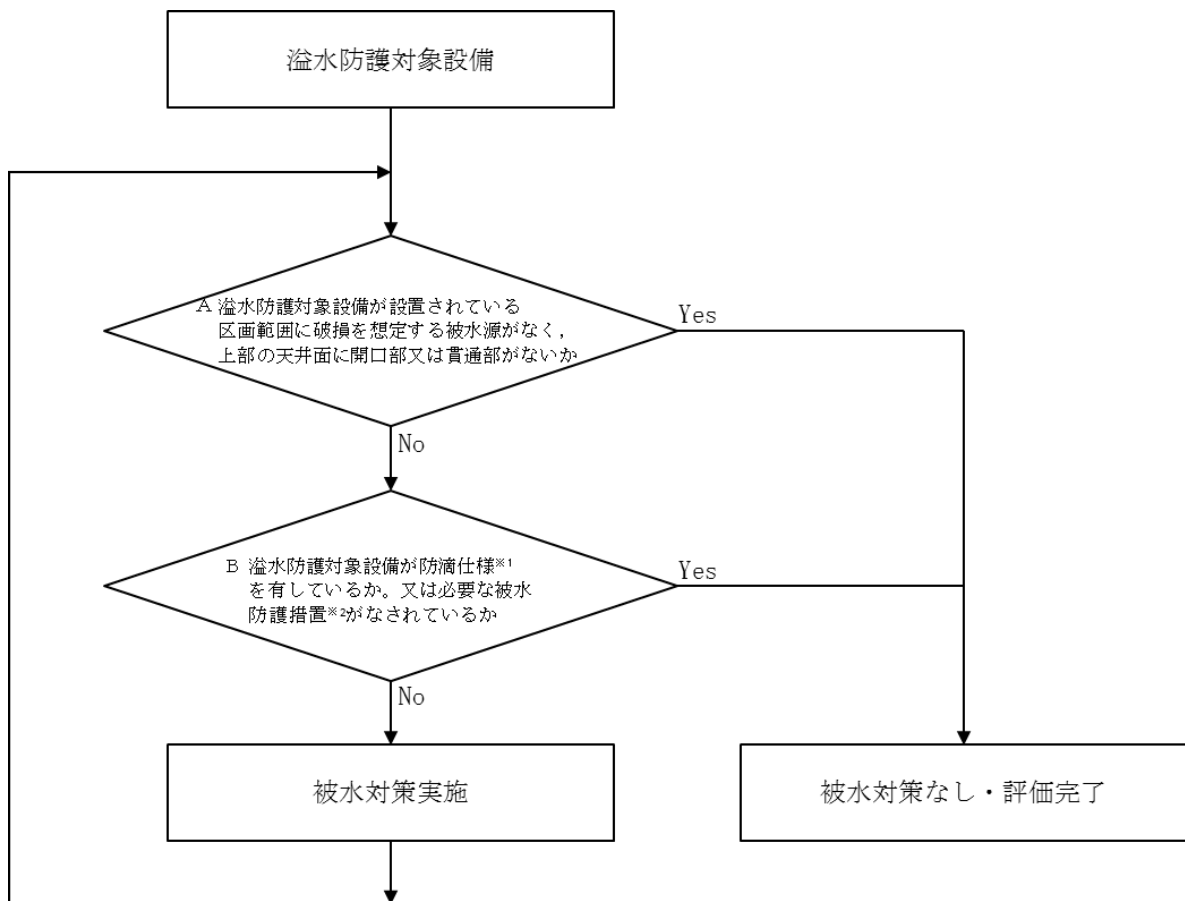 溢水防護対象設備
A 溢水防護対象設備が設置されている
区画範囲に破損を想定する被水源がなく，
上部の天井面に開口部又は貫通部がないか
Yes
No
B 溢水防護対象設備が防滴仕様※1
を有しているか。又は必要な被水
防護措置※2がなされているか
Yes
No
被水対策実施
被水対策なし・評価完了